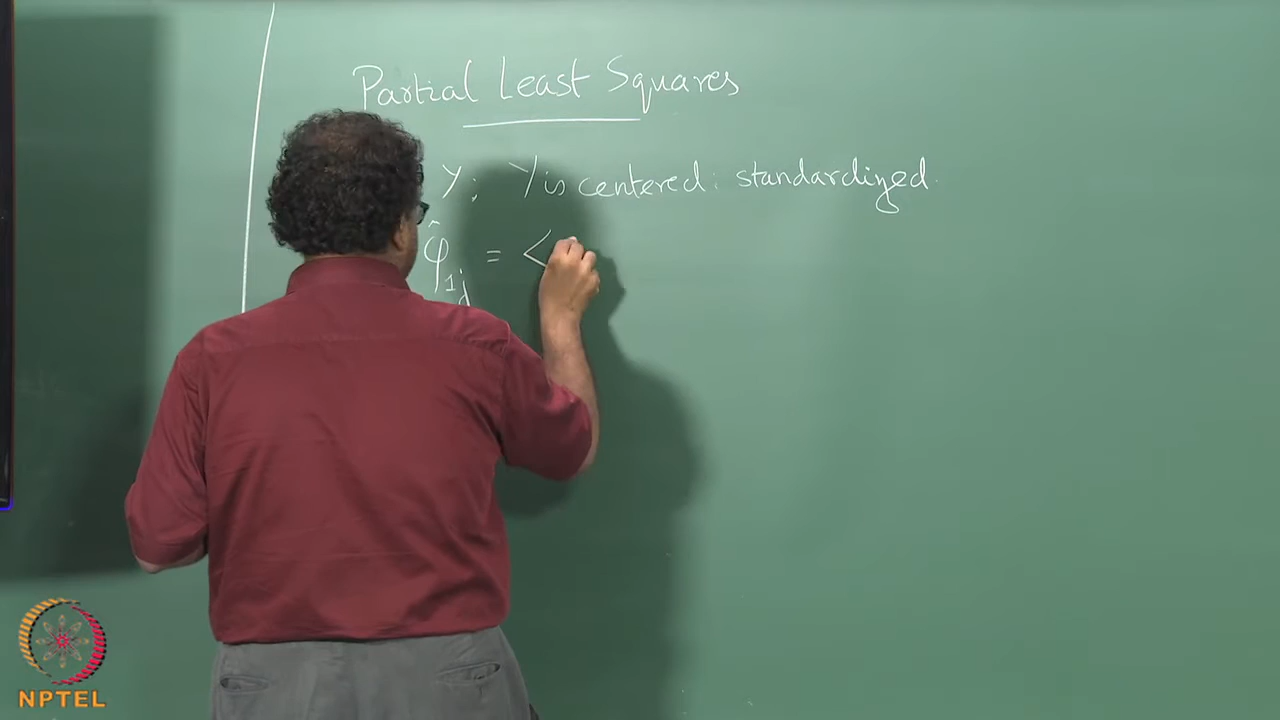 Partial Least Squares
Y; Y is centered; standardized.
φ̂₁ⱼ = <
NPTEL